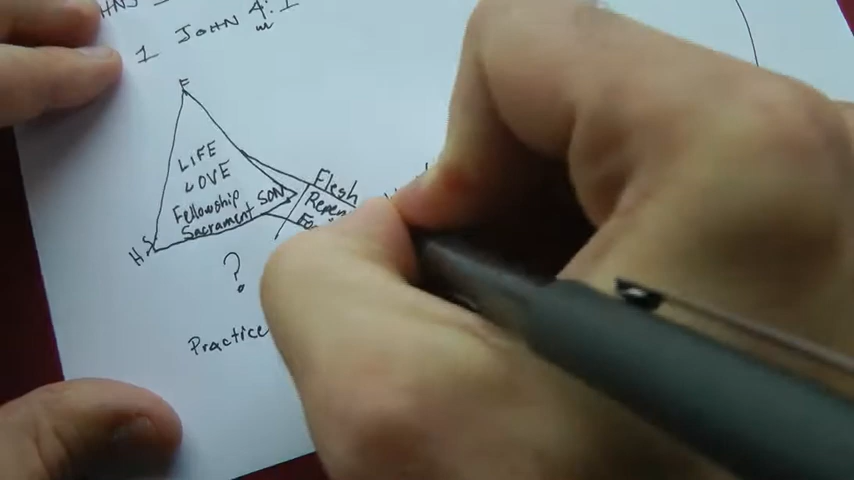 1 JOHN 4:1
F
LIFE
LOVE
Fellowship SON
Sacrament
HS
Flesh
?
Practice